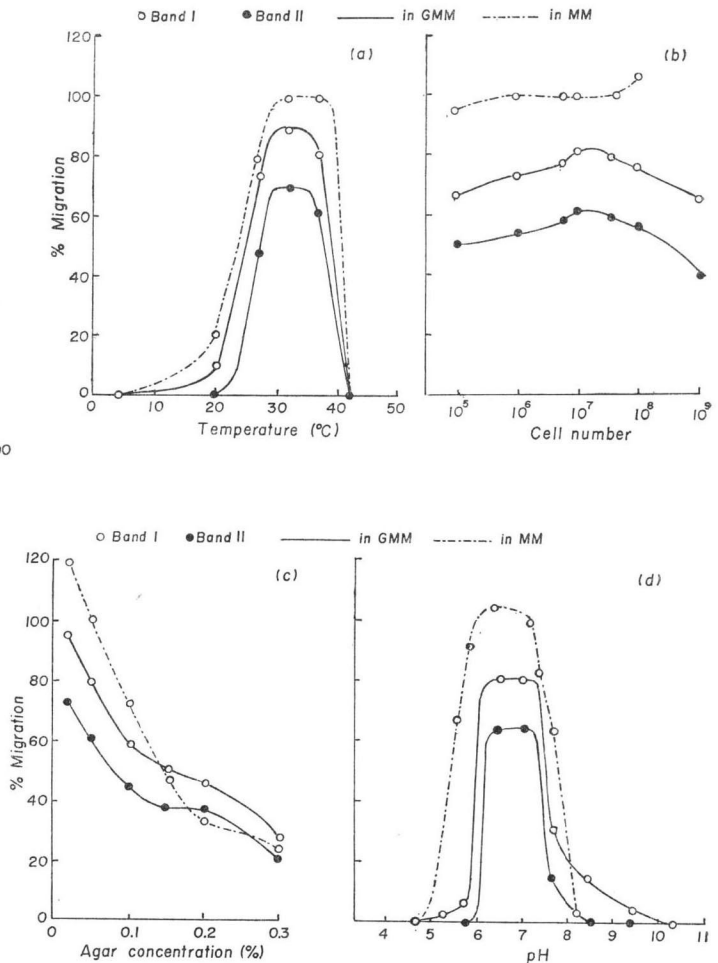 Band I Band II in GMM in MM
120
100
80
60
40
20
0
% Migration
(a)
0 10 20 30 40 50
Temperature (°C)
(b)
10⁵ 10⁶ 10⁷ 10⁸ 10⁹
Cell number
00
Band I Band II in GMM in MM
120
100
80
60
40
20
0
% Migration
(c)
0 0.1 0.2 0.3
Agar concentration (%)
(d)
4 5 6 7 8 9 10 11
pH